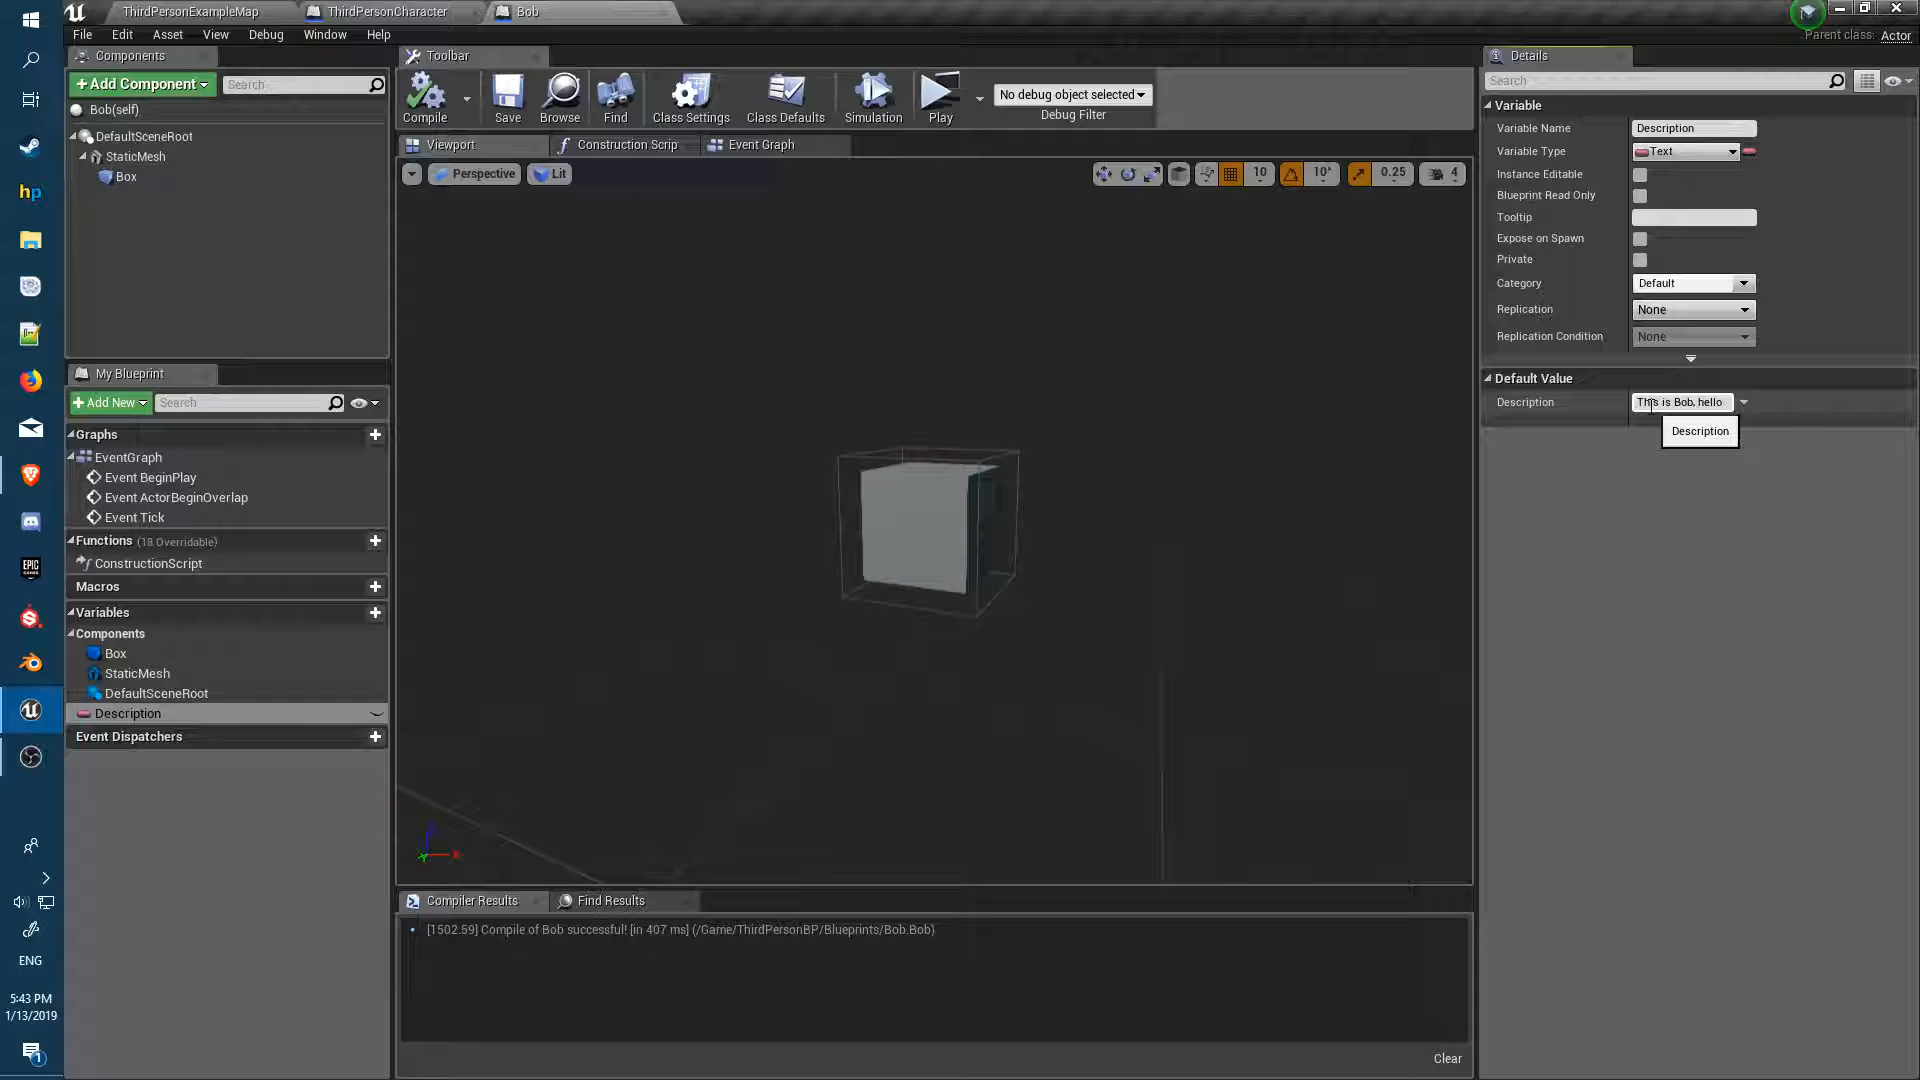 ThirdPersonExampleMap
ThirdPersonCharacter
Bob
File Edit Asset View Debug Window Help
Parent class: Actor
Components
+ Add Component
Search
Bob(self)
DefaultSceneRoot
StaticMesh
Box
My Blueprint
+ Add New
Search
Graphs
EventGraph
Event BeginPlay
Event ActorBeginOverlap
Event Tick
Functions (18 Overridable)
ConstructionScript
Macros
Variables
Components
Box
StaticMesh
DefaultSceneRoot
Description
Event Dispatchers
Toolbar
Compile
Save
Browse
Find
Class Settings
Class Defaults
Simulation
Play
No debug object selected
Debug Filter
Viewport
Construction Scrip
Event Graph
Perspective
Lit
10
10°
0.25
4
Compiler Results
Find Results
[1502.59] Compile of Bob successful! [in 407 ms] (/Game/ThirdPersonBP/Blueprints/Bob.Bob)
Clear
Details
Search
Variable
Variable Name Description
Variable Type Text
Instance Editable
Blueprint Read Only
Tooltip
Expose on Spawn
Private
Category Default
Replication None
Replication Condition None
Default Value
Description This is Bob, hello
Description
hp
EPIC
GAMES
ENG
5:43 PM
1/13/2019
1